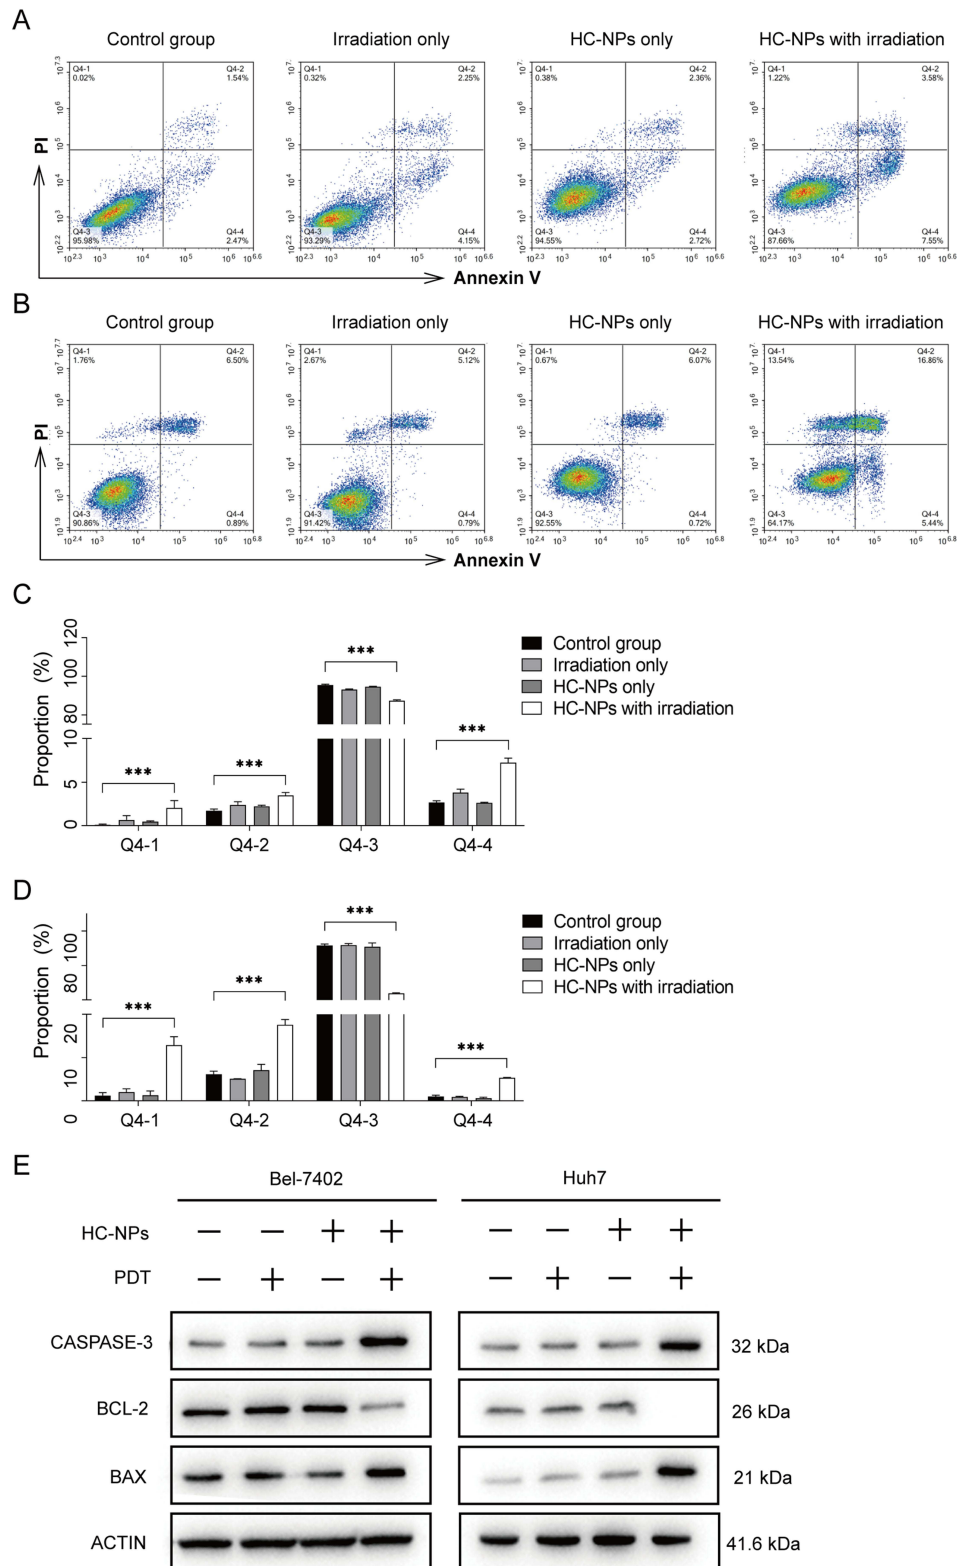 A
Control group
Irradiation only
HC-NPs only
HC-NPs with irradiation
Q4-1
0.02%
Q4-2
1.54%
Q4-3
95.98%
Q4-4
2.47%
Q4-1
0.32%
Q4-2
2.25%
Q4-3
93.29%
Q4-4
4.15%
Q4-1
0.38%
Q4-2
2.36%
Q4-3
94.55%
Q4-4
2.72%
Q4-1
1.22%
Q4-2
3.58%
Q4-3
87.66%
Q4-4
7.55%
PI
Annexin V
B
Control group
Irradiation only
HC-NPs only
HC-NPs with irradiation
Q4-1
1.76%
Q4-2
6.50%
Q4-3
90.86%
Q4-4
0.89%
Q4-1
2.67%
Q4-2
5.12%
Q4-3
91.42%
Q4-4
0.79%
Q4-1
0.67%
Q4-2
6.07%
Q4-3
92.55%
Q4-4
0.72%
Q4-1
13.54%
Q4-2
16.86%
Q4-3
64.17%
Q4-4
5.44%
PI
Annexin V
C
Proportion (%)
120
100
80
10
5
0
*** *** *** ***
Q4-1 Q4-2 Q4-3 Q4-4
Control group
Irradiation only
HC-NPs only
HC-NPs with irradiation
D
Proportion (%)
100
80
20
10
0
*** *** *** ***
Q4-1 Q4-2 Q4-3 Q4-4
Control group
Irradiation only
HC-NPs only
HC-NPs with irradiation
E
Bel-7402 Huh7
HC-NPs − − + + − − + +
PDT − + − + − + − +
CASPASE-3 32 kDa
BCL-2 26 kDa
BAX 21 kDa
ACTIN 41.6 kDa